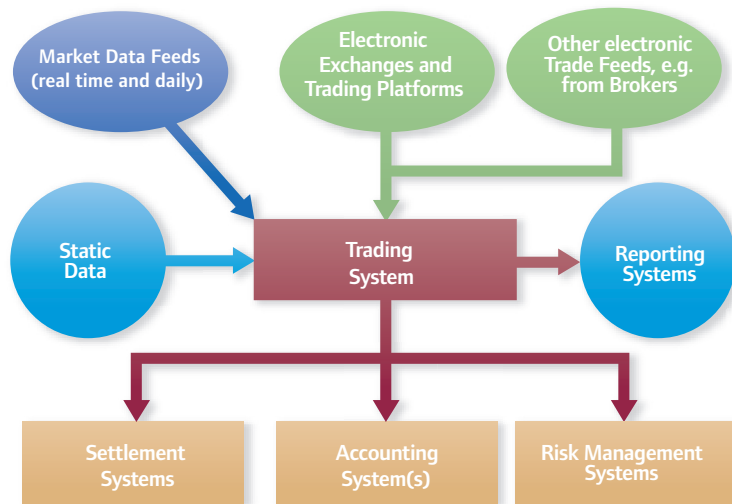 Market Data Feeds
(real time and daily)
Electronic
Exchanges and
Trading Platforms
Other electronic
Trade Feeds, e.g.
from Brokers
Static
Data
Trading
System
Reporting
Systems
Settlement
Systems
Accounting
System(s)
Risk Management
Systems